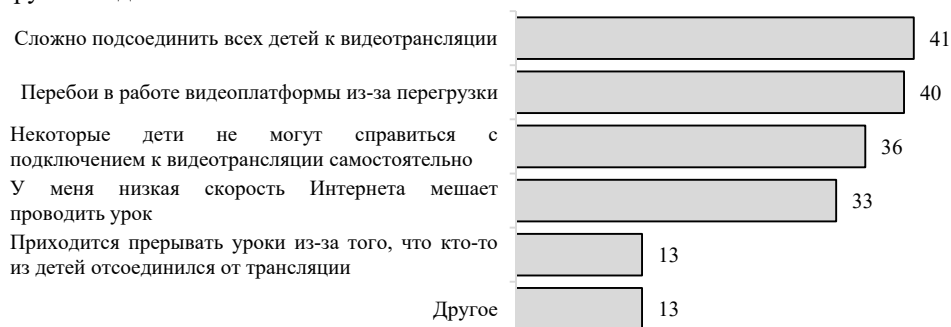 Сложно подсоединить всех детей к видеотрансляции
41
Перебои в работе видеоплатформы из-за перегрузки
40
Некоторые дети не могут справиться с
подключением к видеотрансляции самостоятельно
36
У меня низкая скорость Интернета мешает
проводить урок
33
Приходится прерывать уроки из-за того, что кто-то
из детей отсоединился от трансляции
13
Другое
13